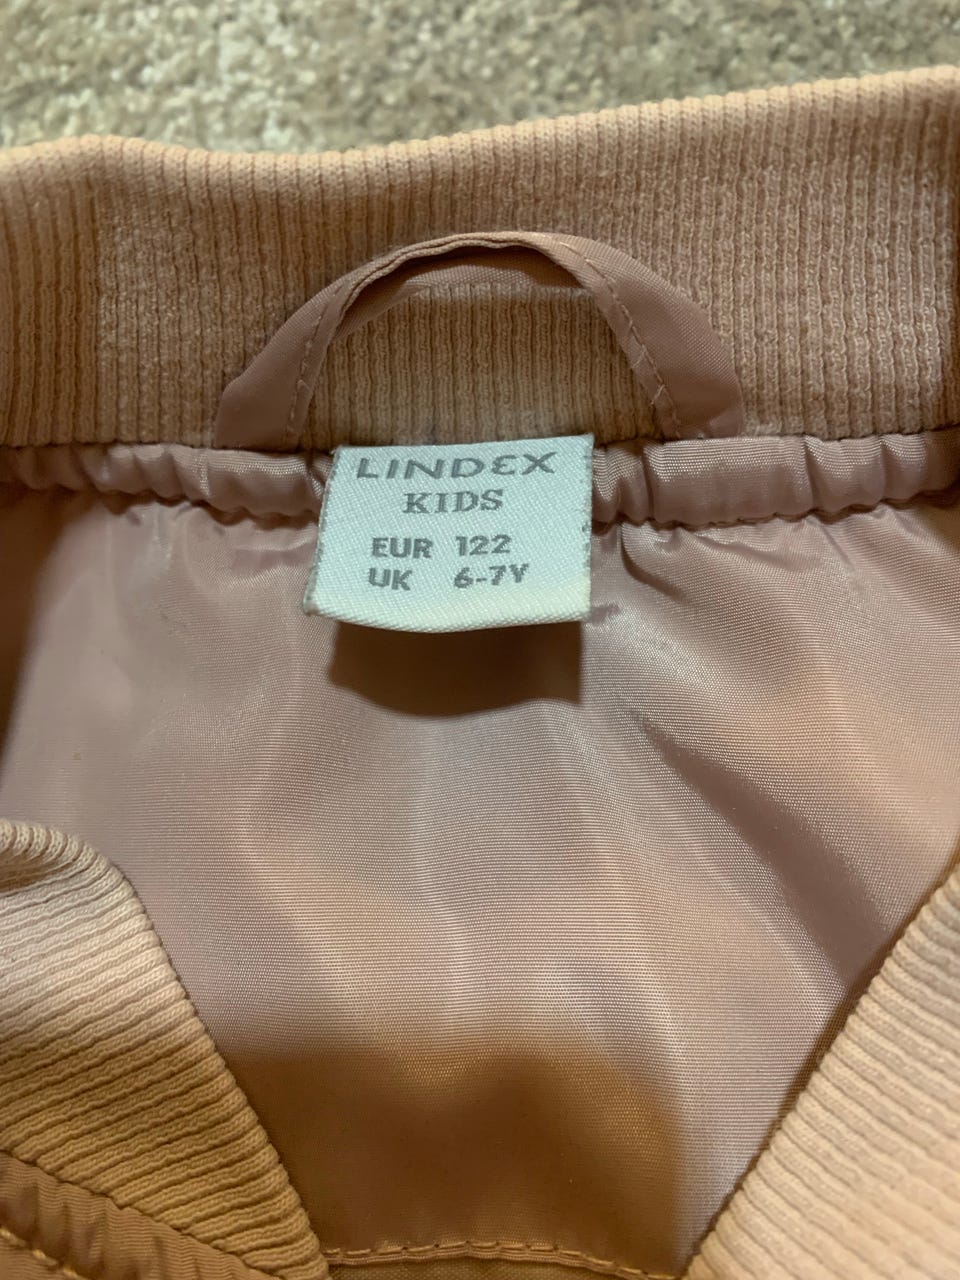 LINDEX
KIDS
EUR 122
UK 6-7Y